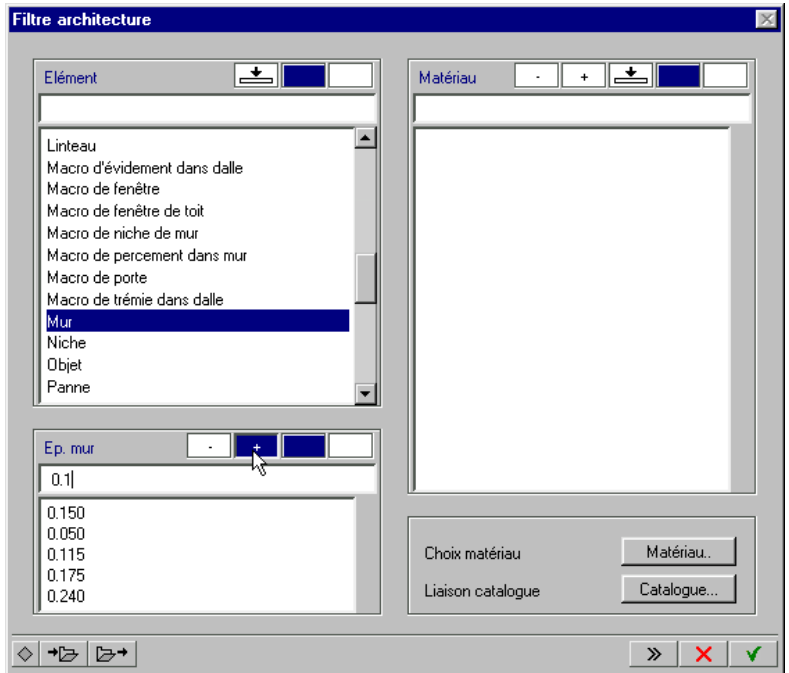 Filtre architecture
Elément
Linteau
Macro d'évidement dans dalle
Macro de fenêtre
Macro de fenêtre de toit
Macro de niche de mur
Macro de percement dans mur
Macro de porte
Macro de trémie dans dalle
Mur
Niche
Objet
Panne
Ep. mur - +
0.1
0.150
0.050
0.115
0.175
0.240
Matériau - +
Choix matériau Matériau..
Liaison catalogue Catalogue...